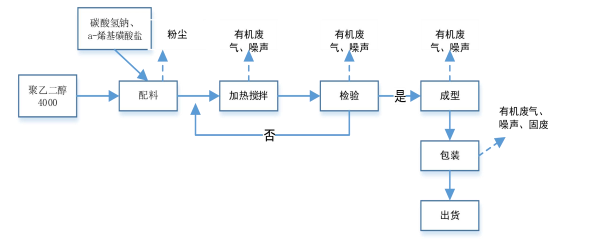 碳酸氢钠、
a-烯基磺酸盐
粉尘
有机废
气、噪声
有机废
气、噪声
有机废
气、噪声
聚乙二醇
4000
配料
加热搅拌
检验
是
成型
有机废气、
噪声、固废
否
包装
出货